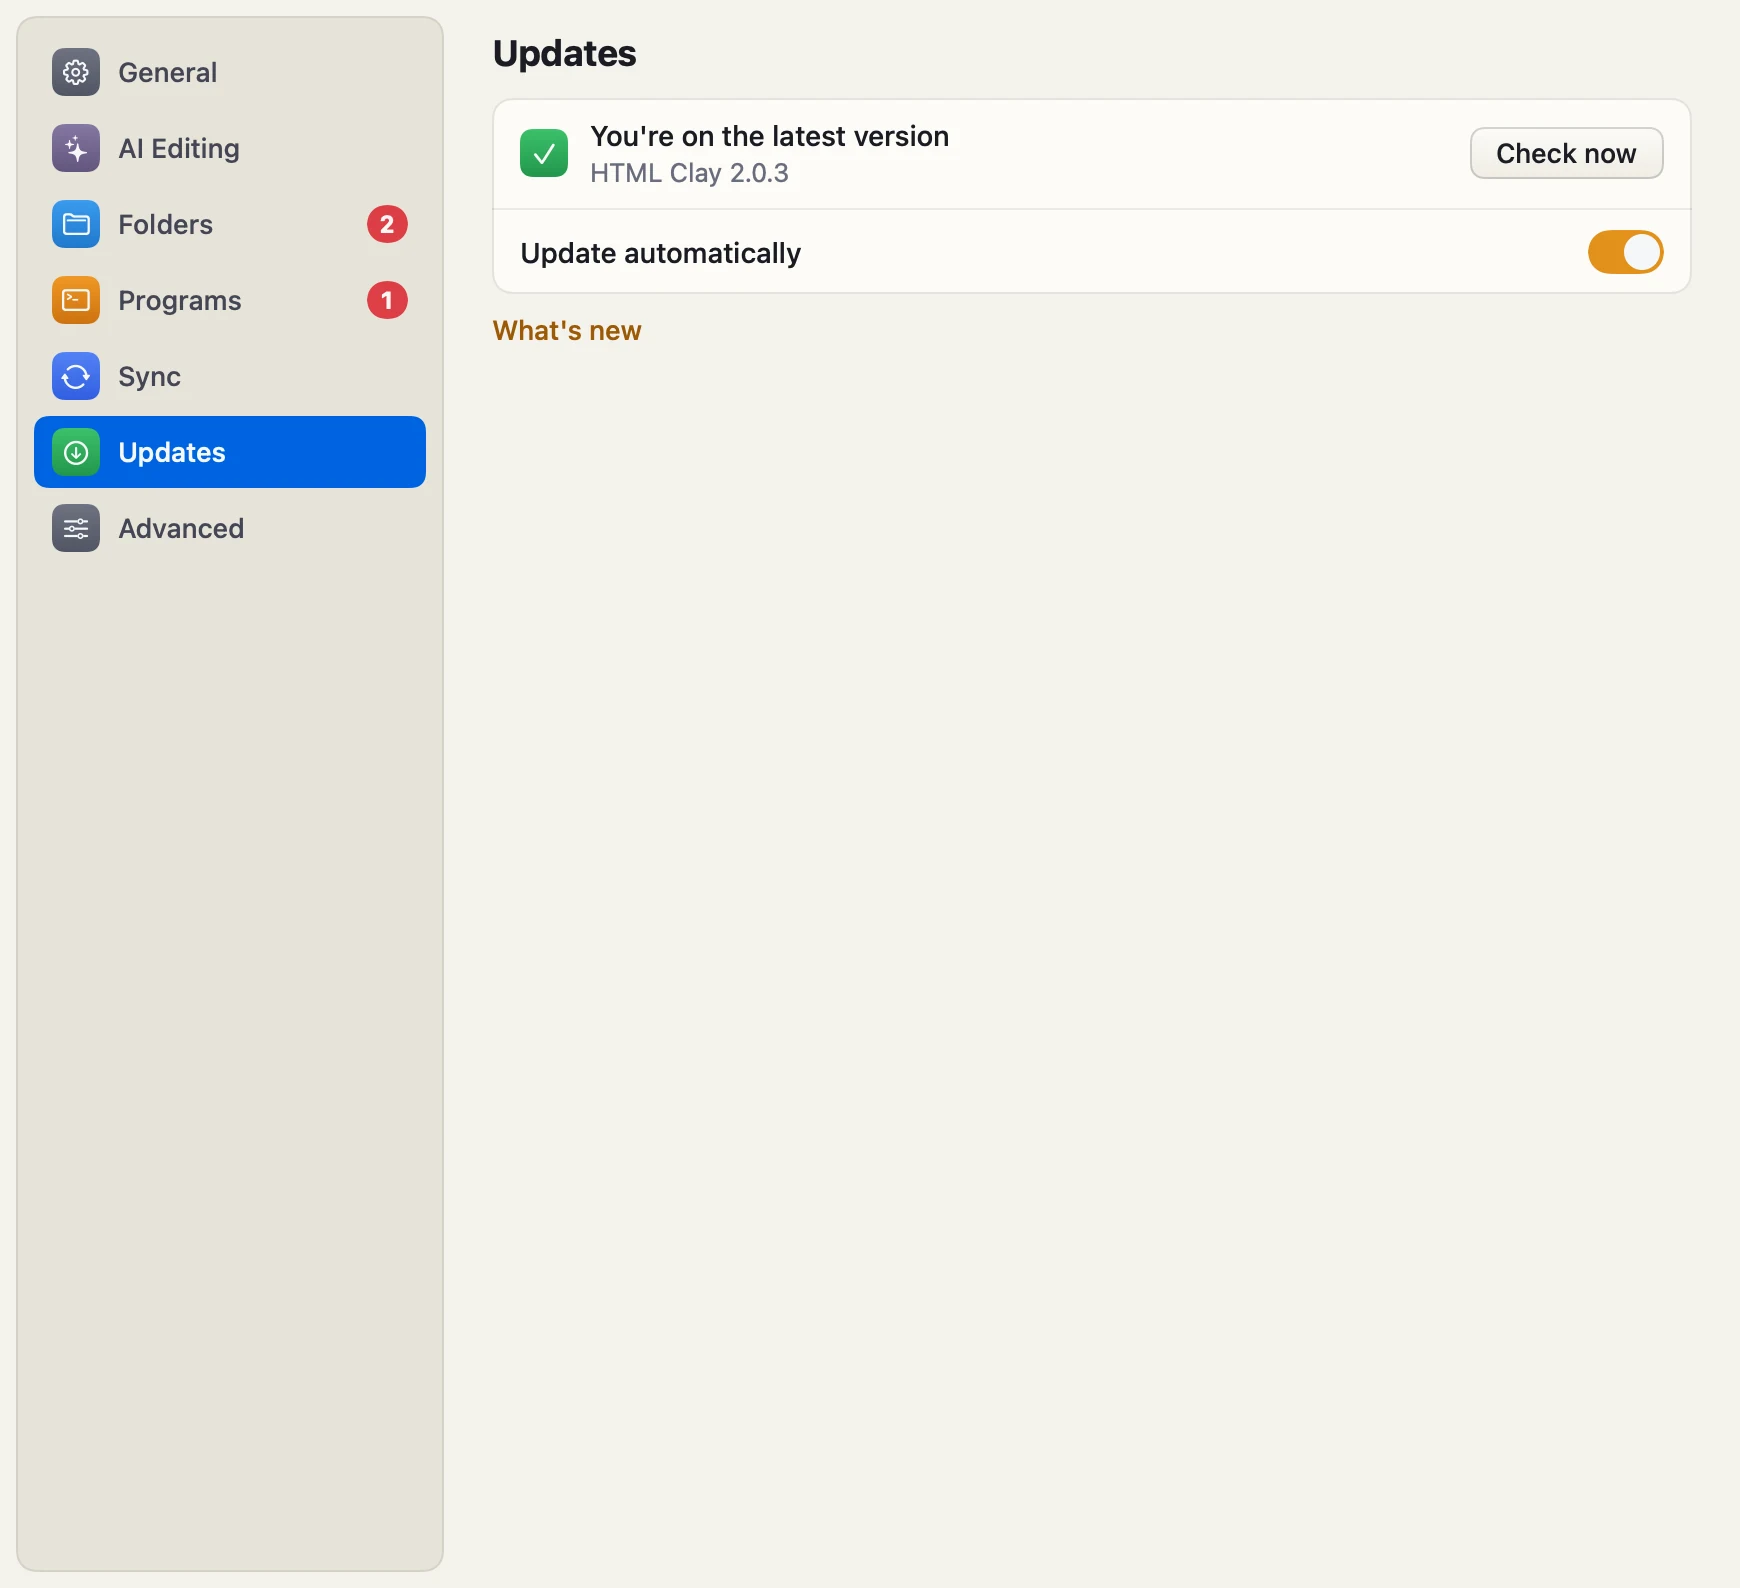 General
AI Editing
Folders 2
Programs 1
Sync
Updates
Advanced
Updates
You're on the latest version
HTML Clay 2.0.3
Check now
Update automatically
What's new